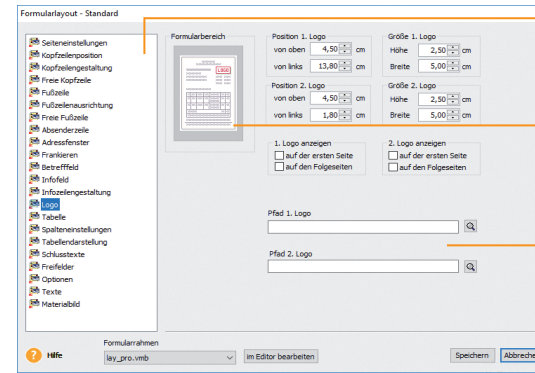 Formularlayout - Standard
Seiteneinstellungen
Kopfzeilenposition
Kopfzeilengestaltung
Freie Kopfzeile
Fußzeile
Fußzeilenausrichtung
Freie Fußzeile
Absenderzeile
Adressfenster
Frankieren
Betrefffeld
Infofeld
Infozeilengestaltung
Logo
Tabelle
Spalteneinstellungen
Tabellendarstellung
Schlusstexte
Freifelder
Optionen
Texte
Materialbild
Formularbereich
LOGO
Position 1. Logo
von oben 4,50 cm
von links 13,80 cm
Größe 1. Logo
Höhe 2,50 cm
Breite 5,00 cm
Position 2. Logo
von oben 4,50 cm
von links 1,80 cm
Größe 2. Logo
Höhe 2,50 cm
Breite 5,00 cm
1. Logo anzeigen
auf der ersten Seite
auf den Folgeseiten
2. Logo anzeigen
auf der ersten Seite
auf den Folgeseiten
Pfad 1. Logo
Pfad 2. Logo
? Hilfe
Formularrahmen
lay_pro.vmb
im Editor bearbeiten
Speichern
Abbreche